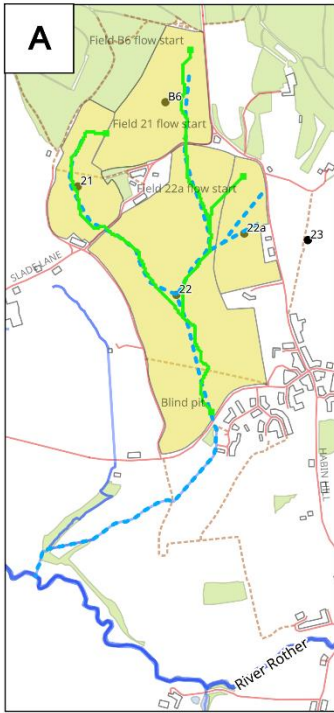 A
Field B6 flow start
B6
Field 21 flow start
21
Field 22a flow start
22a
23
SLADE LANE
22
Blind pit
HABIN HILL
River Rother